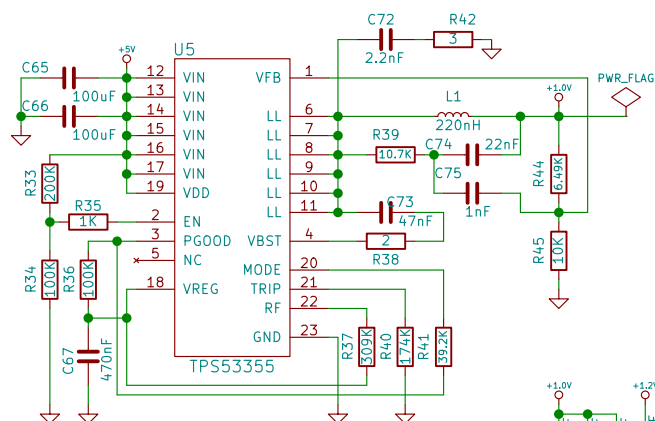 C72
R42
3
2.2nF
+5V
U5
C65
100uF
C66
100uF
12 VIN
13 VIN
14 VIN
15 VIN
16 VIN
17 VIN
19 VDD
2 EN
3 PGOOD
5 NC
18 VREG
VFB 1
LL 6
LL 7
LL 8
LL 9
LL 10
LL 11
VBST 4
MODE 20
TRIP 21
RF 22
GND 23
TPS53355
L1
220nH
+1.0V
PWR_FLAG
R39
10.7K
C74
22nF
C75
1nF
R44
6.49K
C73
47nF
2
R38
R45
10K
R33
200K
R35
1K
R34
100K
R36
100K
C67
470nF
R37
309K
R40
174K
R41
39.2K
+1.0V
+1.2V